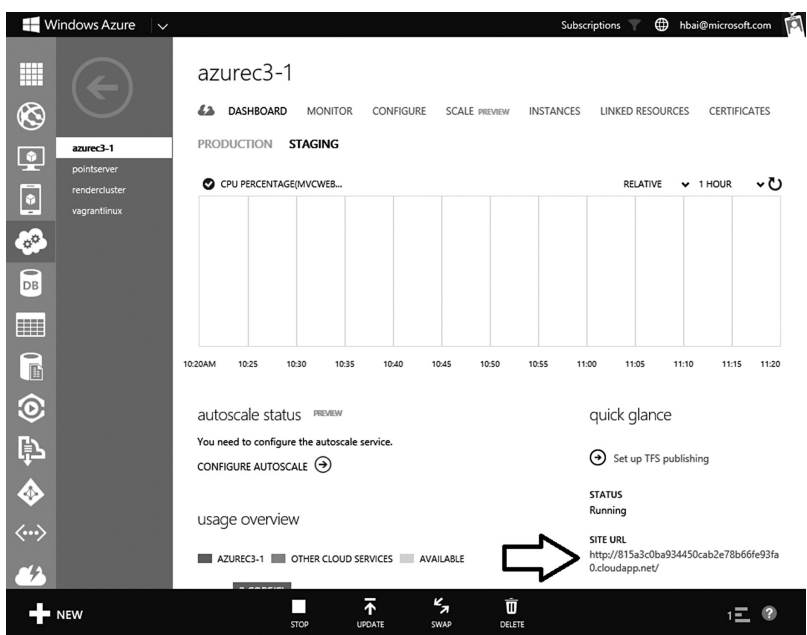 Windows Azure
Subscriptions hbai@microsoft.com
azurec3-1
pointserver
rendercluster
vagrantlinux
azurec3-1
DASHBOARD MONITOR CONFIGURE SCALE PREVIEW INSTANCES LINKED RESOURCES CERTIFICATES
PRODUCTION STAGING
CPU PERCENTAGE(MVCWEB... RELATIVE 1 HOUR
10:20AM 10:25 10:30 10:35 10:40 10:45 10:50 10:55 11:00 11:05 11:10 11:15 11:20
autoscale status PREVIEW
You need to configure the autoscale service.
CONFIGURE AUTOSCALE
usage overview
AZUREC3-1 OTHER CLOUD SERVICES AVAILABLE
quick glance
Set up TFS publishing
STATUS
Running
SITE URL
http://815a3c0ba934450cab2e78b66fe93fa
0.cloudapp.net/
DB
NEW
STOP UPDATE SWAP DELETE
1
?